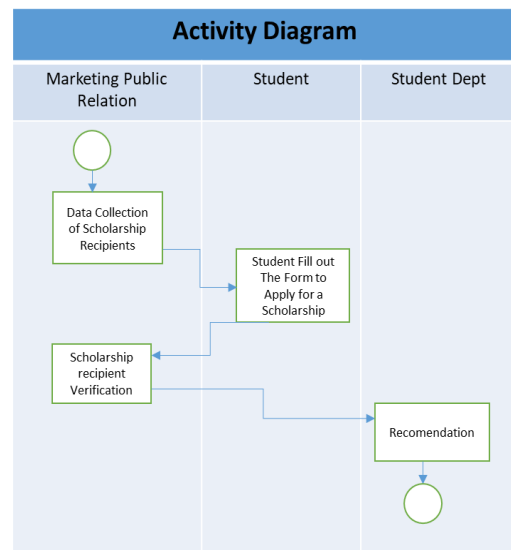 Activity Diagram
Marketing Public
Relation
Student
Student Dept
Data Collection
of Scholarship
Recipients
Student Fill out
The Form to
Apply for a
Scholarship
Scholarship
recipient
Verification
Recomendation